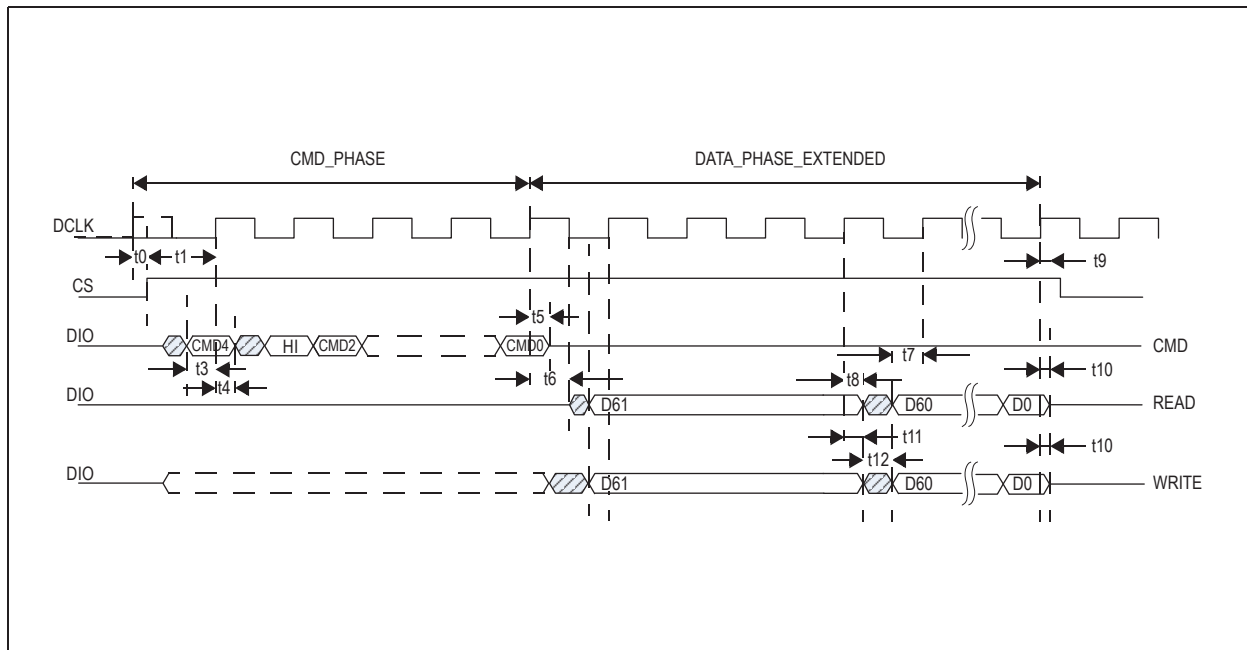 CMD_PHASE DATA_PHASE_EXTENDED
DCLK
t0 t1 t9
CS
t5
DIO CMD4 HI CMD2 CMD0 t7 CMD
t3 t6 t8 t10
t4
DIO D61 D60 D0 READ
t11 t10
t12
DIO D61 D60 D0 WRITE